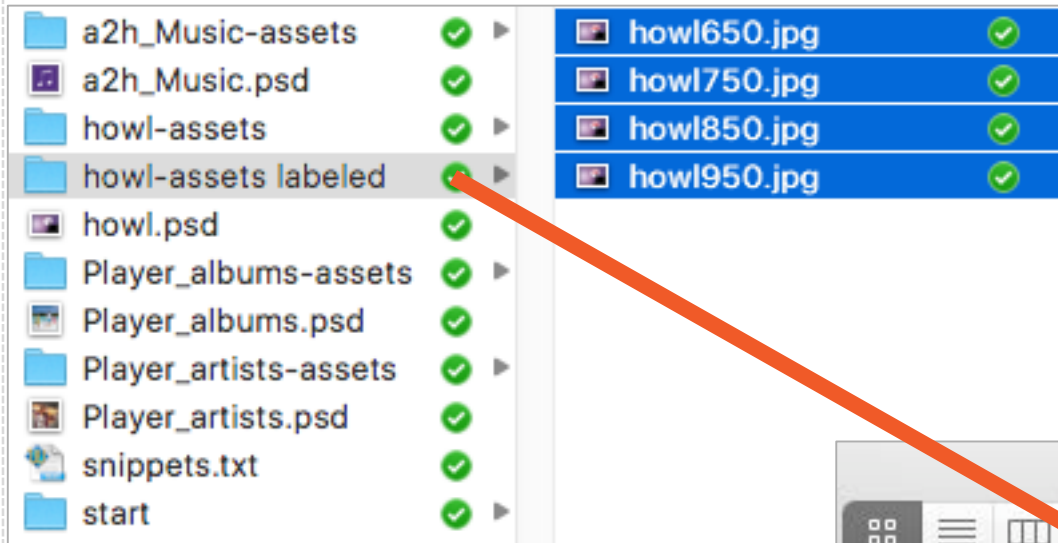 a2h_Music-assets
a2h_Music.psd
howl-assets
howl-assets labeled
howl.psd
Player_albums-assets
Player_albums.psd
Player_artists-assets
Player_artists.psd
snippets.txt
start
howl650.jpg
howl750.jpg
howl850.jpg
howl950.jpg